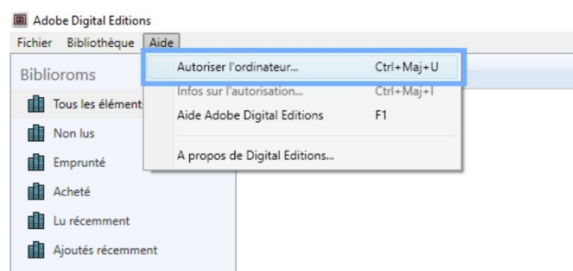 Adobe Digital Editions
Fichier Bibliothèque Aide
Biblioroms
Tous les élément
Non lus
Emprunté
Acheté
Lu récemment
Ajoutés récemment
Autoriser l'ordinateur... Ctrl+Maj+U
Infos sur l'autorisation... Ctrl+Maj+I
Aide Adobe Digital Editions F1
A propos de Digital Editions...